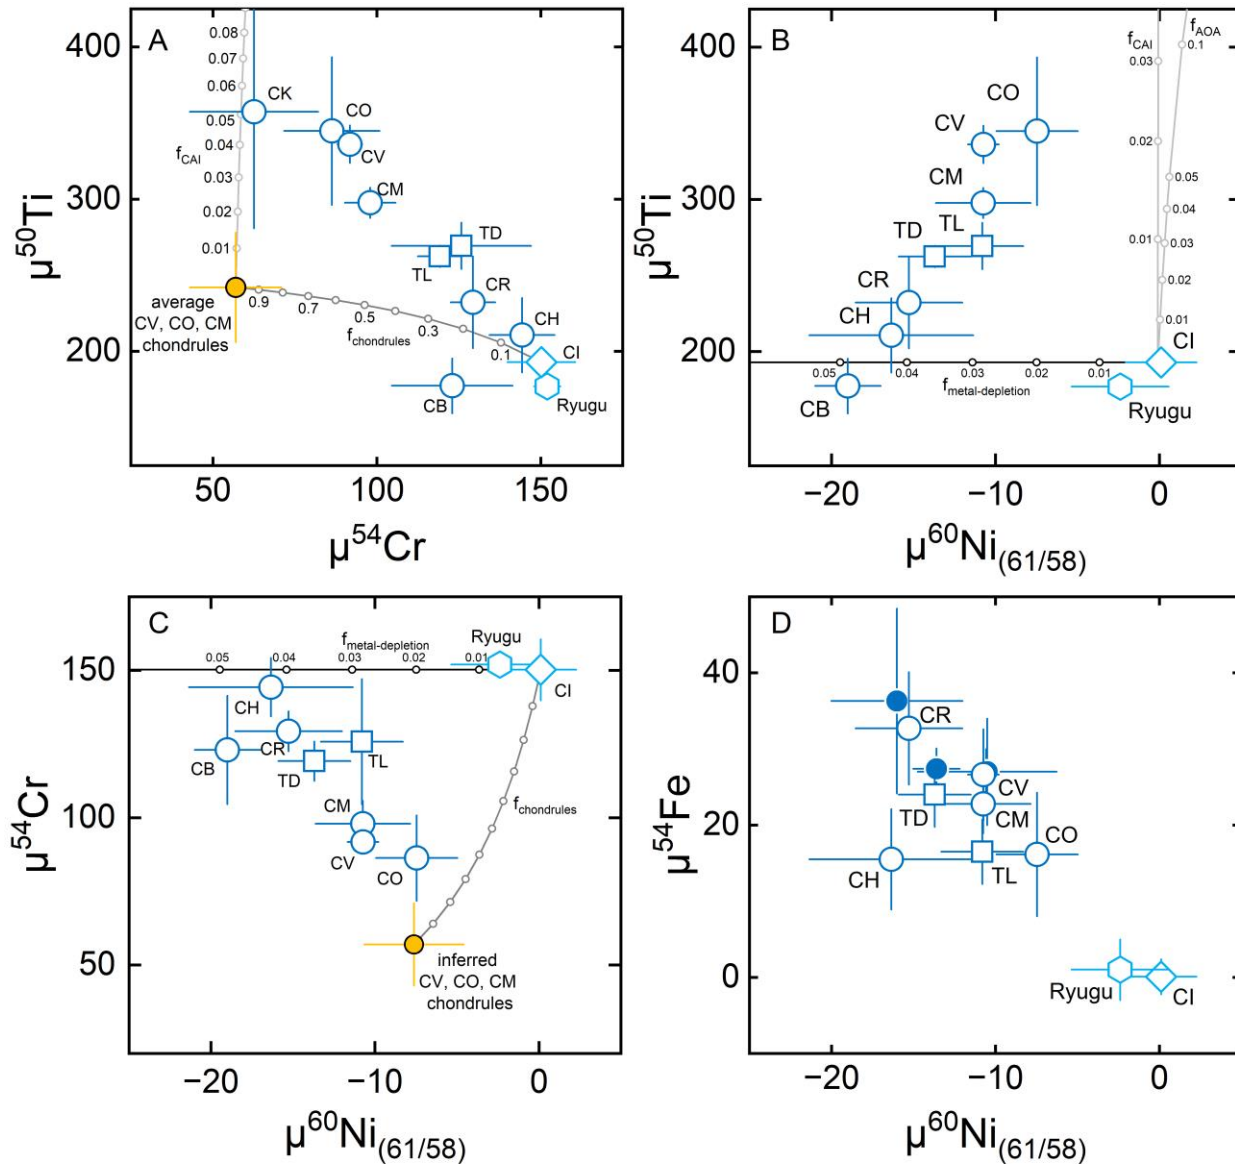 A
0.08
0.07
0.06
0.05
0.04
0.03
0.02
0.01
f_CAI
CK
CO
CV
CM
TD
TL
CR
CH
CI
CB
Ryugu
average
CV, CO, CM
chondrules
0.9
0.7
0.5
0.3
0.1
f_chondrules
400
300
200
50
100
150
μ⁵⁰Ti
μ⁵⁴Cr
B
f_CAI
f_AOA
0.1
0.03
0.02
0.01
0.05
0.04
0.03
0.02
0.01
CO
CV
CM
TL
TD
CR
CH
CI
CB
Ryugu
0.05
0.04
0.03
0.02
0.01
f_metal-depletion
400
300
200
−20
−10
0
μ⁵⁰Ti
μ⁶⁰Ni(61/58)
C
f_metal-depletion
0.05
0.04
0.03
0.02
0.01
Ryugu
CI
CH
CR
CB
TD
TL
CM
CV
CO
f_chondrules
inferred
CV, CO, CM
chondrules
150
100
50
−20
−10
0
μ⁵⁴Cr
μ⁶⁰Ni(61/58)
D
CR
CV
TD
CM
CO
CH
TL
Ryugu
CI
40
20
0
−20
−10
0
μ⁵⁴Fe
μ⁶⁰Ni(61/58)